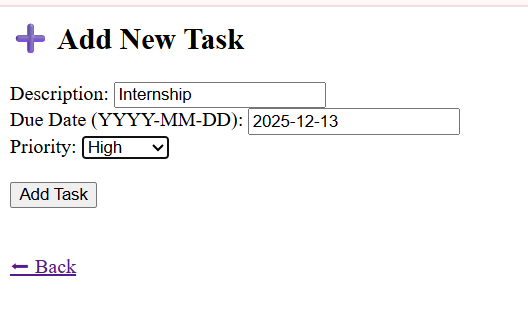 ➕ Add New Task
Description: Internship
Due Date (YYYY-MM-DD): 2025-12-13
Priority: High
Add Task
⬅ Back